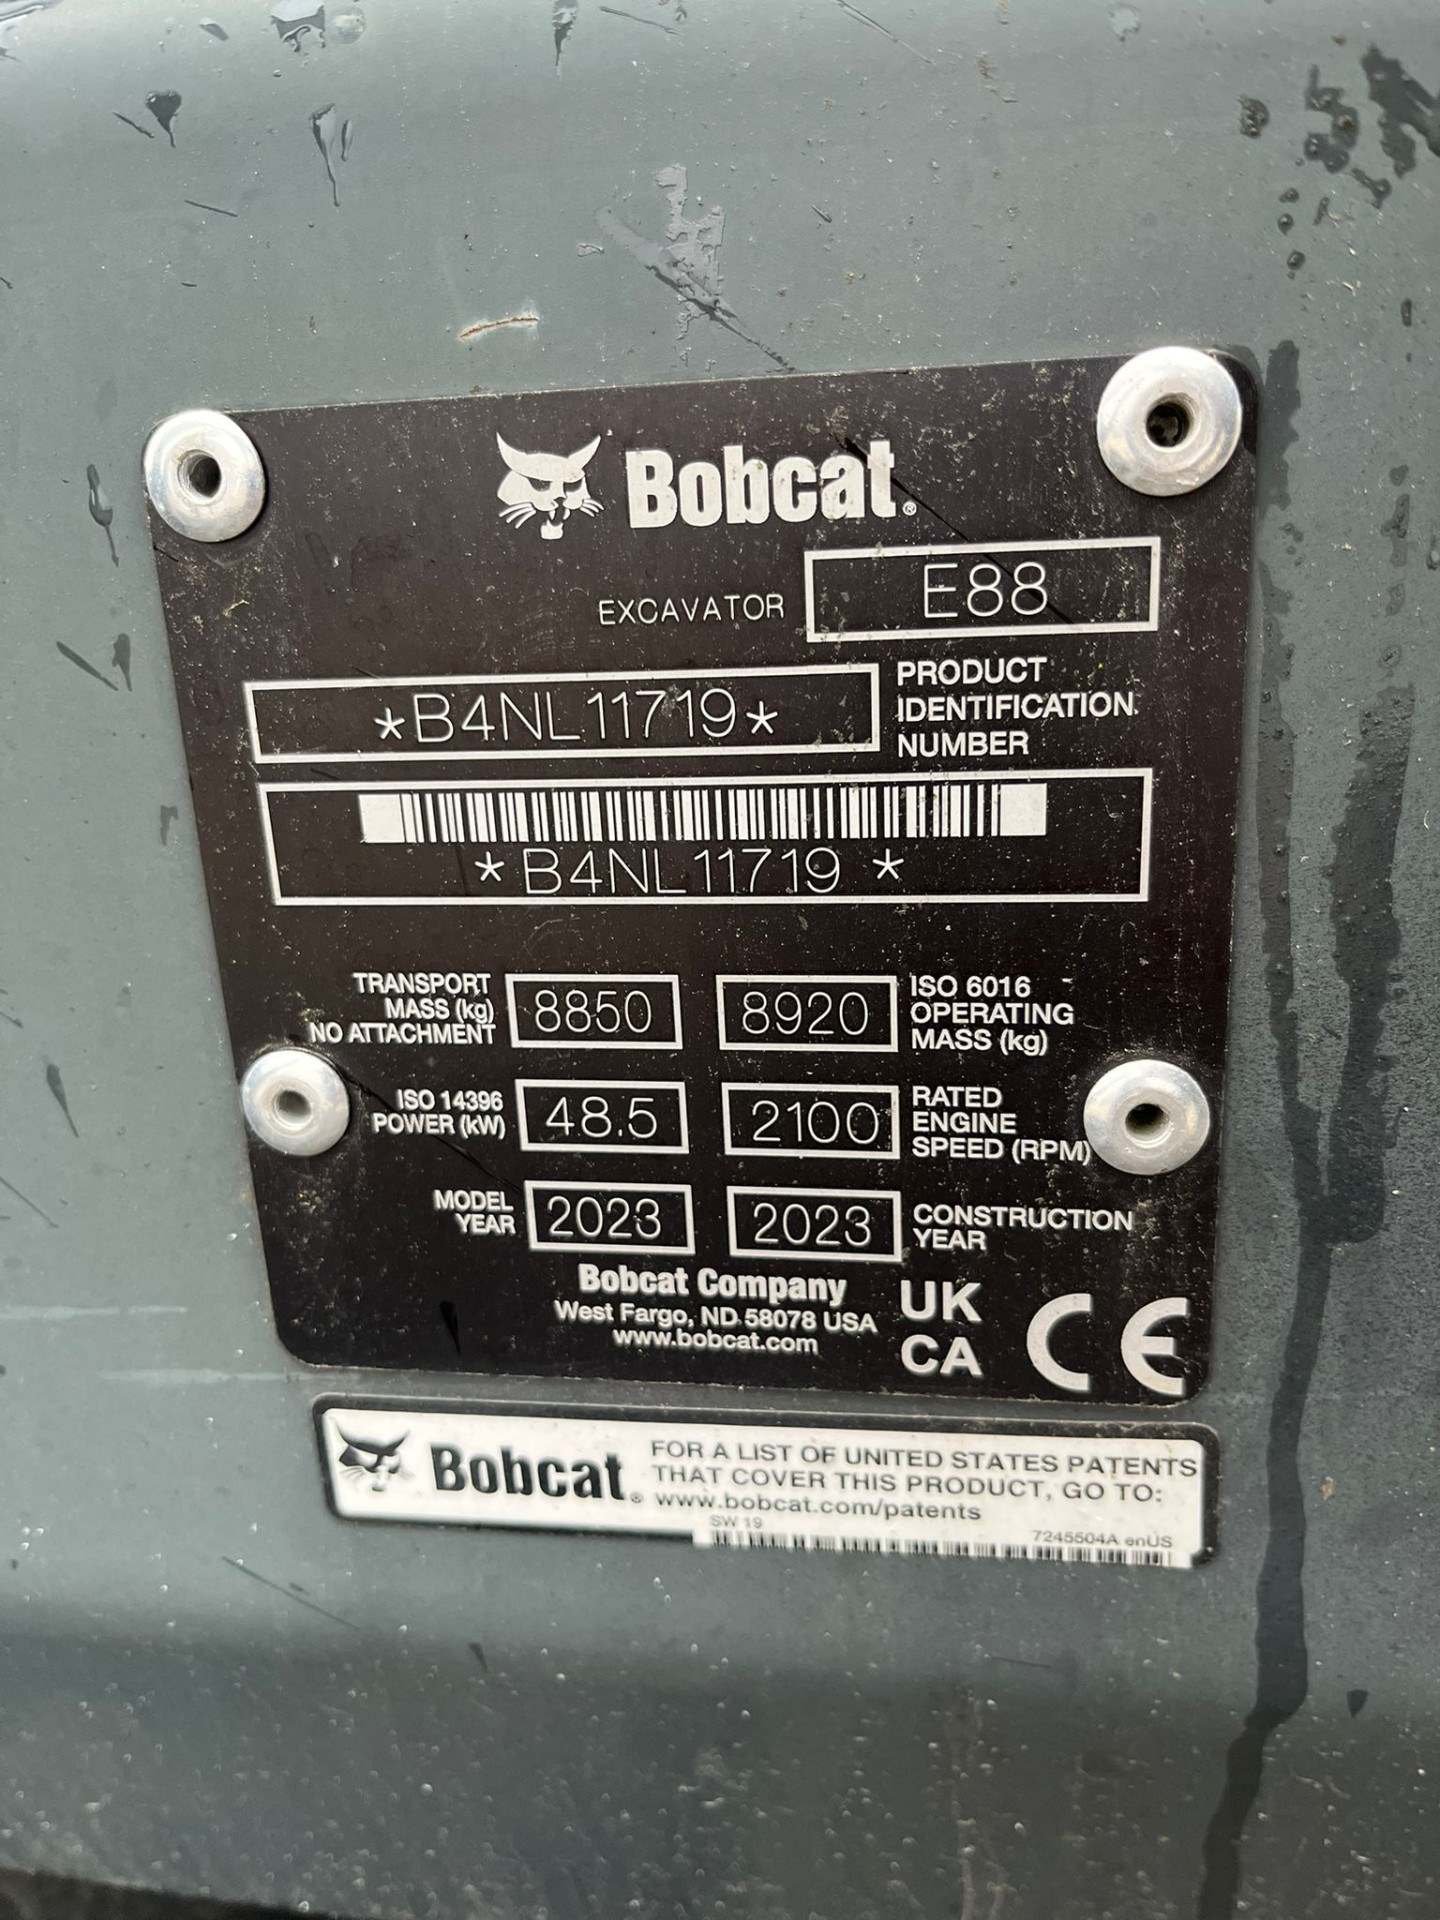 Bobcat®
EXCAVATOR E88
*B4NL11719* PRODUCT IDENTIFICATION NUMBER
*B4NL11719*
TRANSPORT MASS (kg) NO ATTACHMENT 8850
8920 ISO 6016 OPERATING MASS (kg)
ISO 14396 POWER (kW) 48.5
2100 RATED ENGINE SPEED (RPM)
MODEL YEAR 2023
2023 CONSTRUCTION YEAR
Bobcat Company
West Fargo, ND 58078 USA
www.bobcat.com
UK
CA
CE
Bobcat®
FOR A LIST OF UNITED STATES PATENTS
THAT COVER THIS PRODUCT, GO TO:
www.bobcat.com/patents
SW 19
7245504A enUS